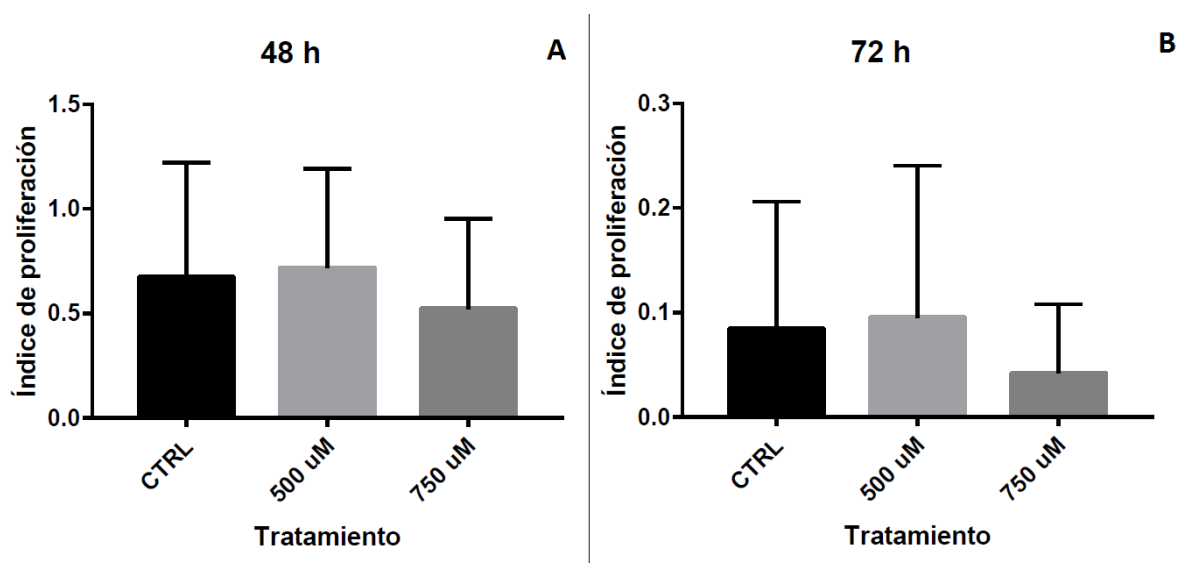 48 h
A
Índice de proliferación
1.5
1.0
0.5
0.0
CTRL
500 uM
750 uM
Tratamiento
72 h
B
Índice de proliferación
0.3
0.2
0.1
0.0
CTRL
500 uM
750 uM
Tratamiento